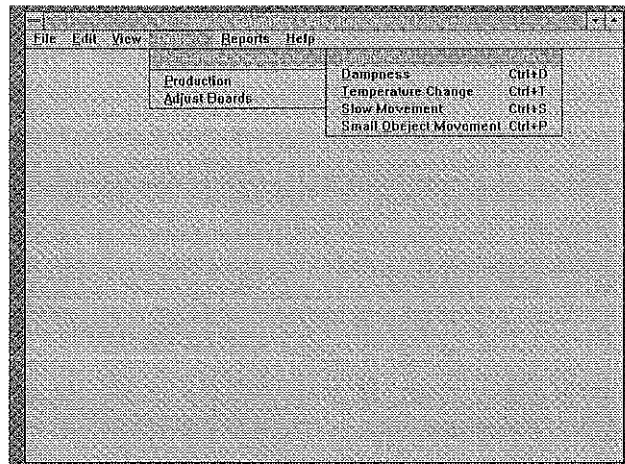 File Edit View Reports Help
Production
Adjust Boards
Dampness Ctrl+D
Temperature Change Ctrl+T
Slow Movement Ctrl+S
Small Obeject Movement Ctrl+P